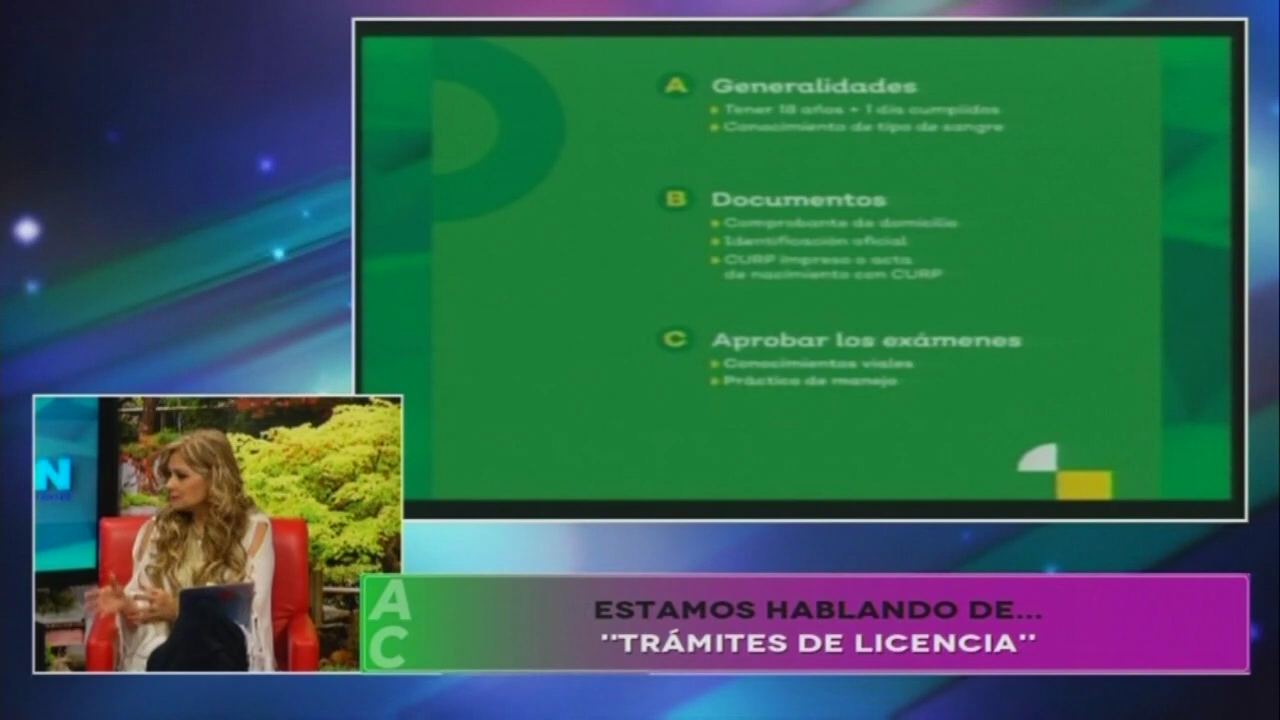 A Generalidades
Tener 18 años + 1 día cumplidos
Conocimiento de tipo de sangre
B Documentos
Comprobante de domicilio
Identificación oficial
CURP impreso o acta
de nacimiento con CURP
C Aprobar los exámenes
Conocimientos viales
Práctica de manejo
N
AC
ESTAMOS HABLANDO DE...
"TRÁMITES DE LICENCIA"